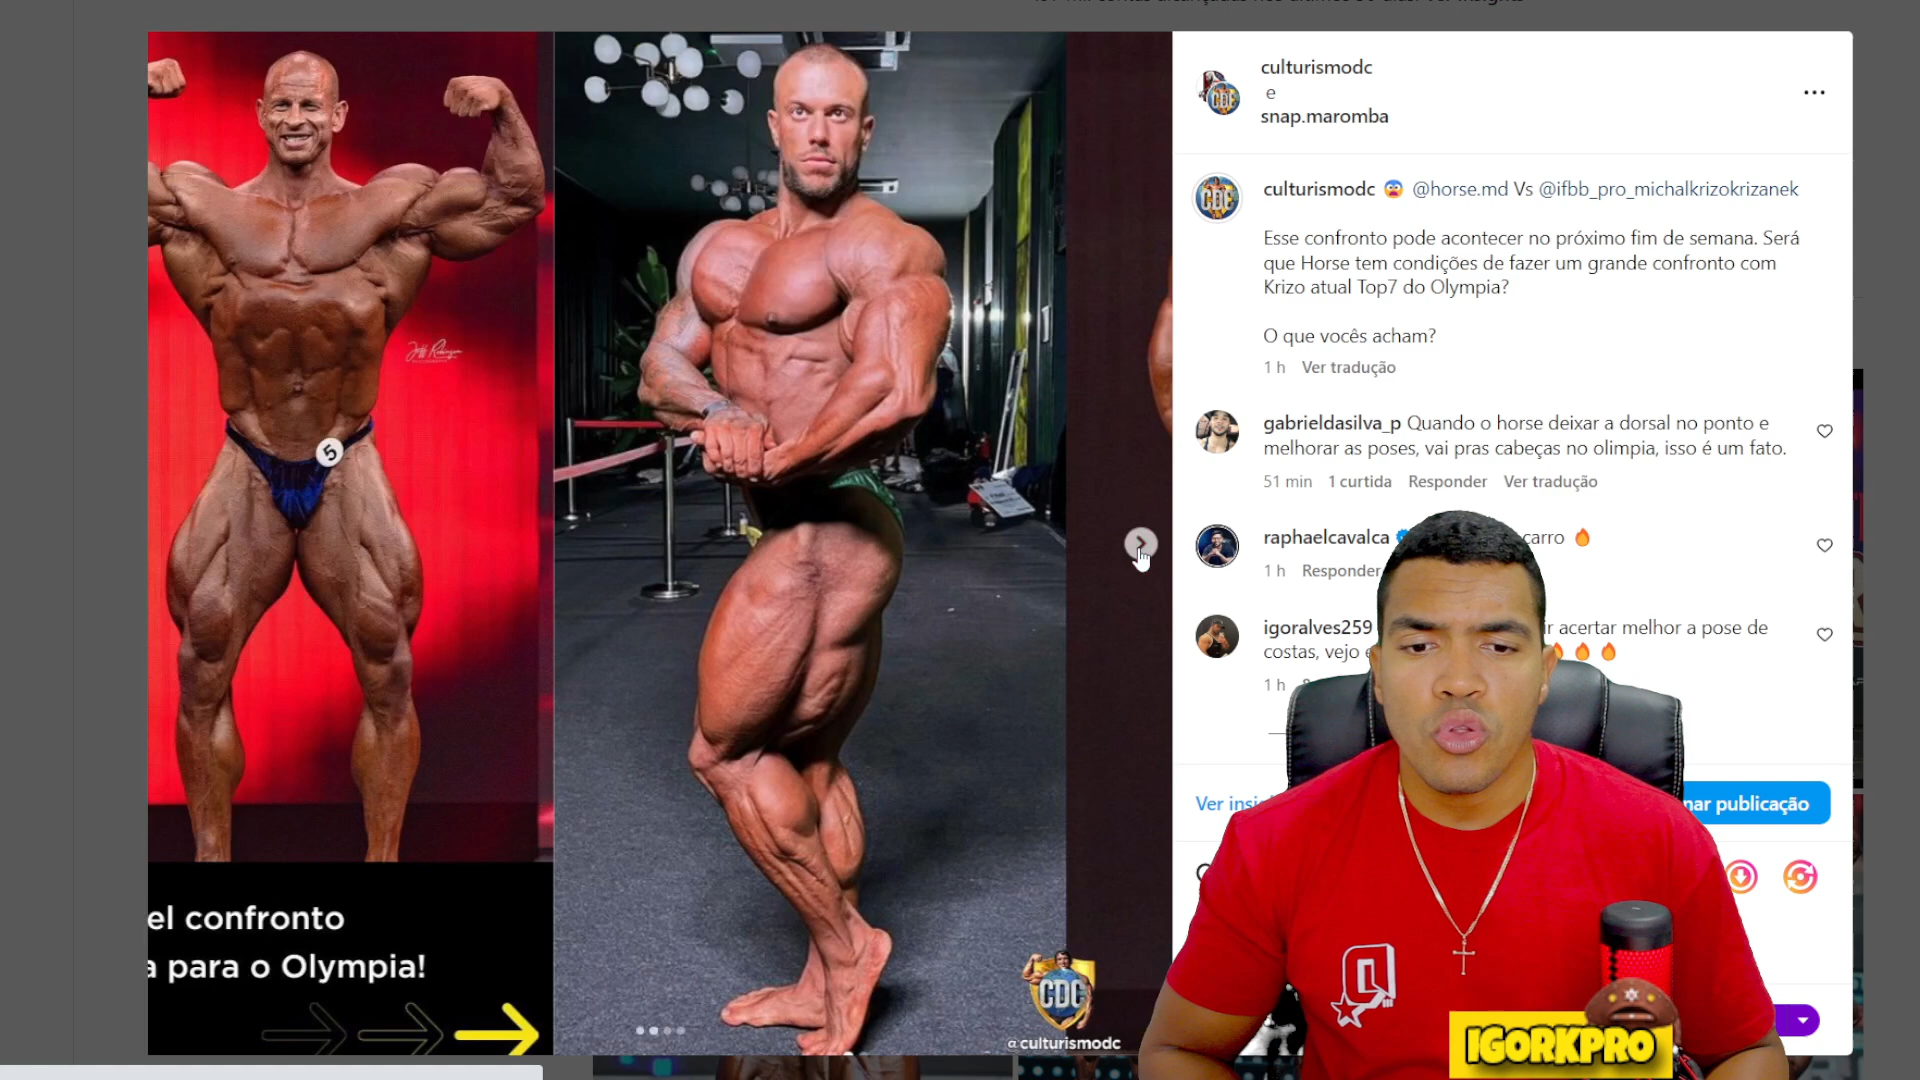 Ver insights
5
el confronto
a para o Olympia!
CDC
@culturismodc
culturismodc
e
snap.maromba
culturismodc 😨 @horse.md Vs @ifbb_pro_michalkrizokrizanek
Esse confronto pode acontecer no próximo fim de semana. Será
que Horse tem condições de fazer um grande confronto com
Krizo atual Top7 do Olympia?
O que vocês acham?
1 h Ver tradução
gabrieldasilva_p Quando o horse deixar a dorsal no ponto e
melhorar as poses, vai pras cabeças no olimpia, isso é um fato.
51 min 1 curtida Responder Ver tradução
raphaelcavalca carro 🔥
1 h Responder
igoralves259 ir acertar melhor a pose de
costas, vejo e 🔥 🔥
1 h
Ver insi nar publicação
IGORKPRO